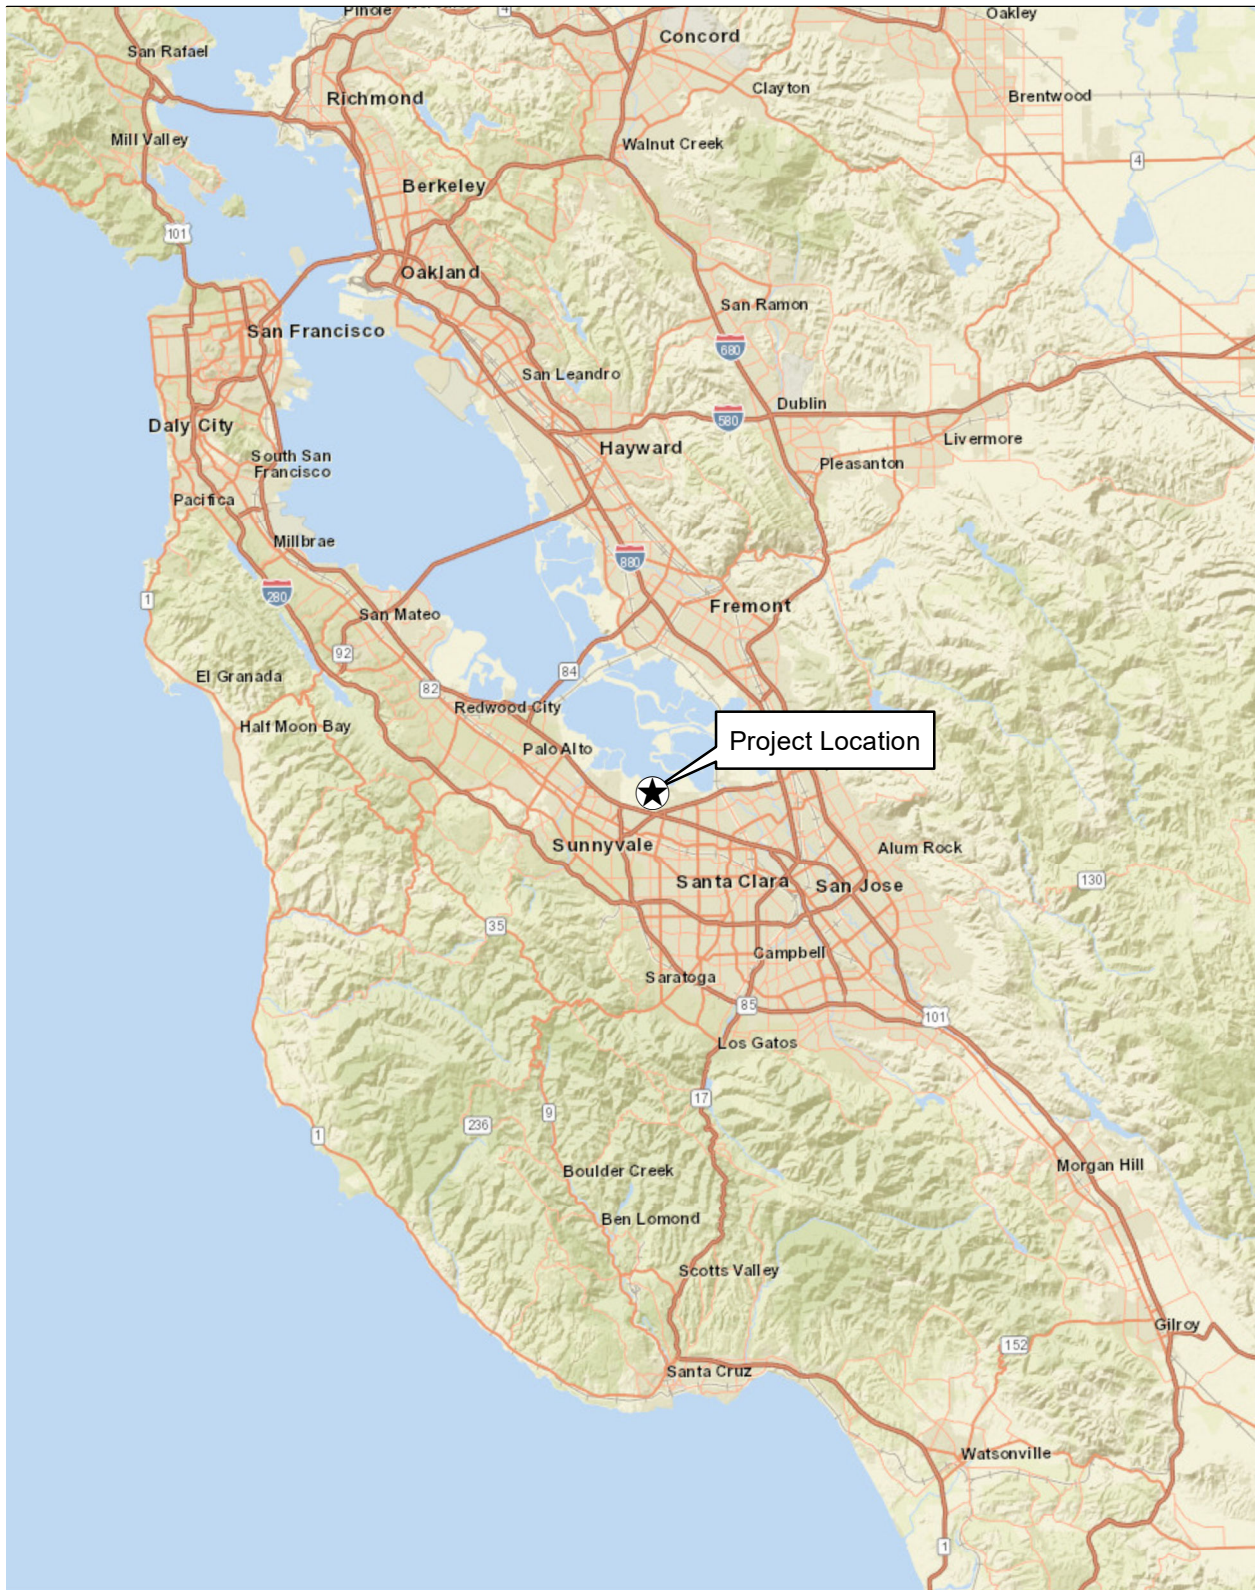 Pinole
4
Oakley
Concord
San Rafael
Clayton
Richmond
Brentwood
Mill Valley
Walnut Creek
4
Berkeley
101
Oakland
San Ramon
San Francisco
680
San Leandro
Dublin
580
Daly City
Livermore
Hayward
South San
Francisco
Pleasanton
Pacifica
Millbrae
880
280
1
Fremont
San Mateo
92
84
El Granada
82
Redwood City
Half Moon Bay
Project Location
Palo Alto
Sunnyvale
Alum Rock
Santa Clara
San Jose
130
35
Campbell
Saratoga
85
101
Los Gatos
17
9
236
1
Morgan Hill
Boulder Creek
Ben Lomond
Scotts Valley
Gilroy
152
Santa Cruz
Watsonville
1